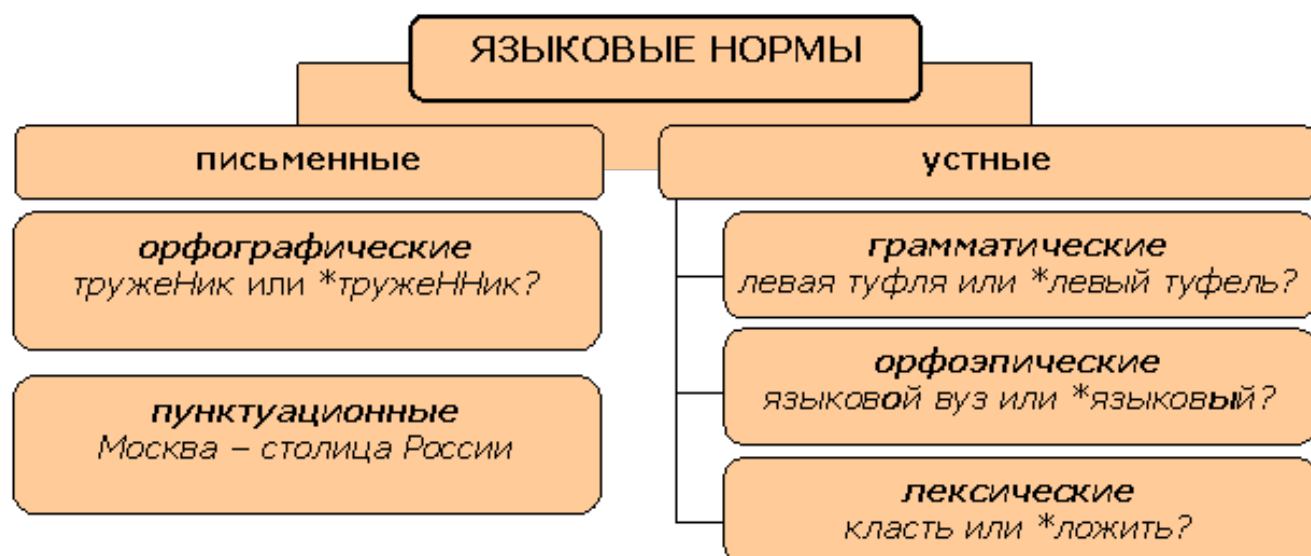 ЯЗЫКОВЫЕ НОРМЫ
письменные
орфографические
тружеНик или *тружеННик?
пунктуационные
Москва – столица России
устные
грамматические
левая туфля или *левый туфель?
орфоэпические
языковой вуз или *языковый?
лексические
класть или *ложить?